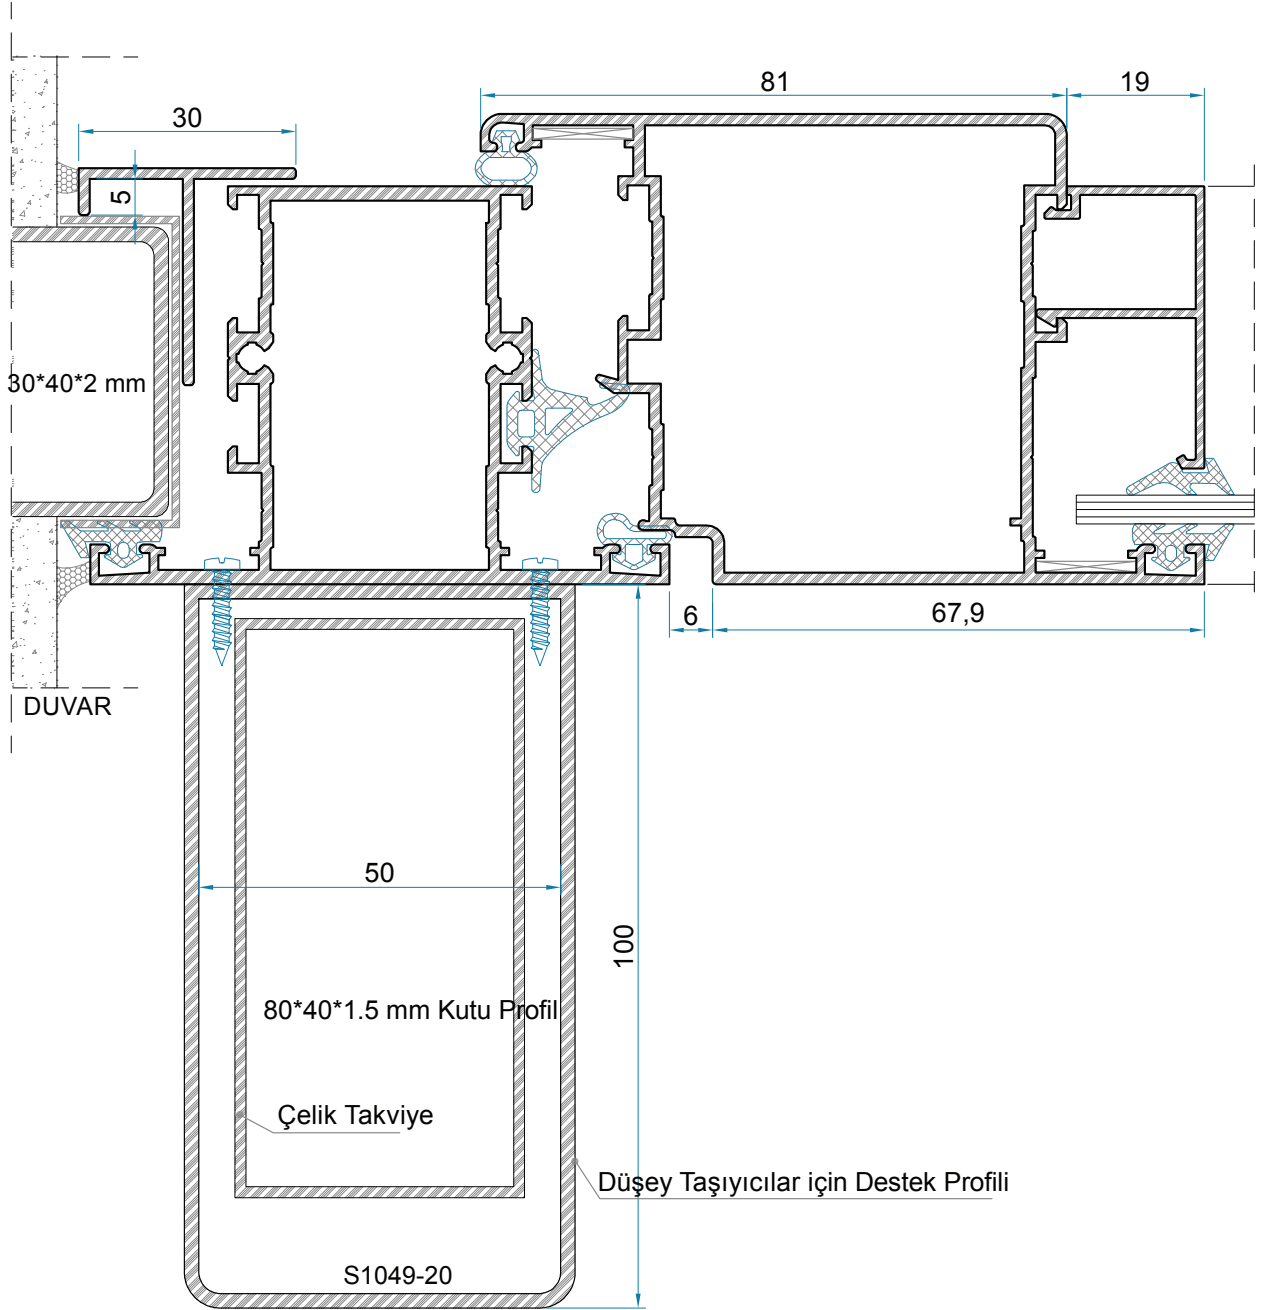 81
19
30
5
30*40*2 mm
6
67,9
DUVAR
50
100
80*40*1.5 mm Kutu Profil
Çelik Takviye
Düşey Taşıyıcılar için Destek Profili
S1049-20